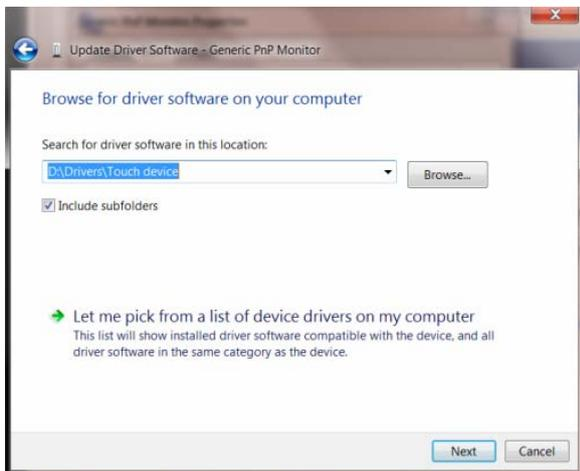 Update Driver Software - Generic PnP Monitor
Browse for driver software on your computer
Search for driver software in this location:
D:\Drivers\Touch device
Browse...
Include subfolders
Let me pick from a list of device drivers on my computer
This list will show installed driver software compatible with the device, and all
driver software in the same category as the device.
Next
Cancel